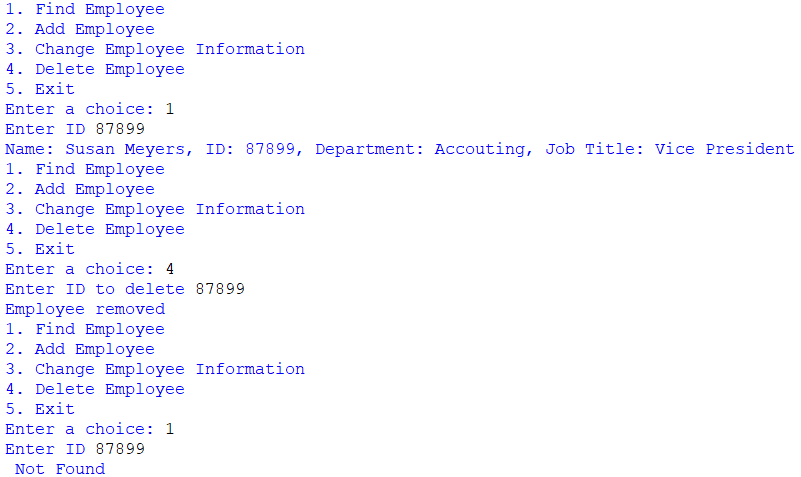 1. Find Employee
2. Add Employee
3. Change Employee Information
4. Delete Employee
5. Exit
Enter a choice: 1
Enter ID 87899
Name: Susan Meyers, ID: 87899, Department: Accouting, Job Title: Vice President
1. Find Employee
2. Add Employee
3. Change Employee Information
4. Delete Employee
5. Exit
Enter a choice: 4
Enter ID to delete 87899
Employee removed
1. Find Employee
2. Add Employee
3. Change Employee Information
4. Delete Employee
5. Exit
Enter a choice: 1
Enter ID 87899
Not Found